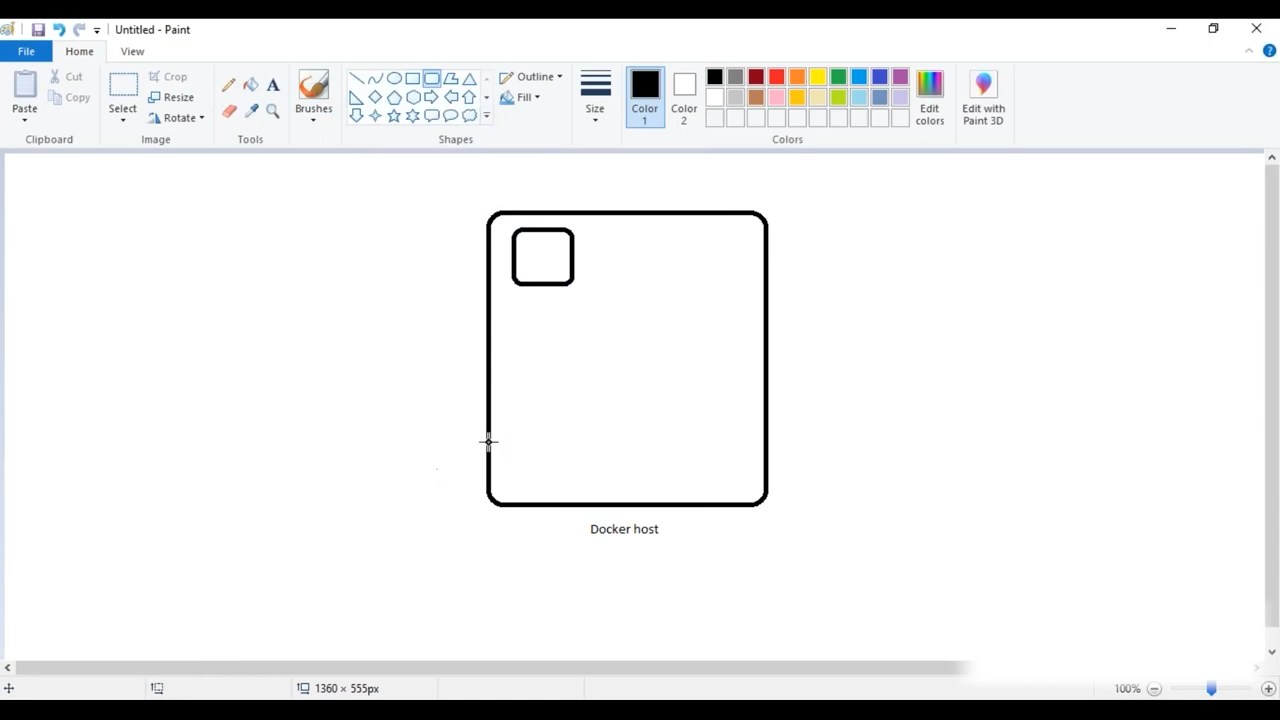 Untitled - Paint
File Home View
Paste
Cut
Copy
Clipboard
Select
Crop
Resize
Rotate
Image
A
Tools
Brushes
Outline
Fill
Shapes
Size
Color
1
Color
2
Colors
Edit
colors
Edit with
Paint 3D
Docker host
1360 × 555px
100%